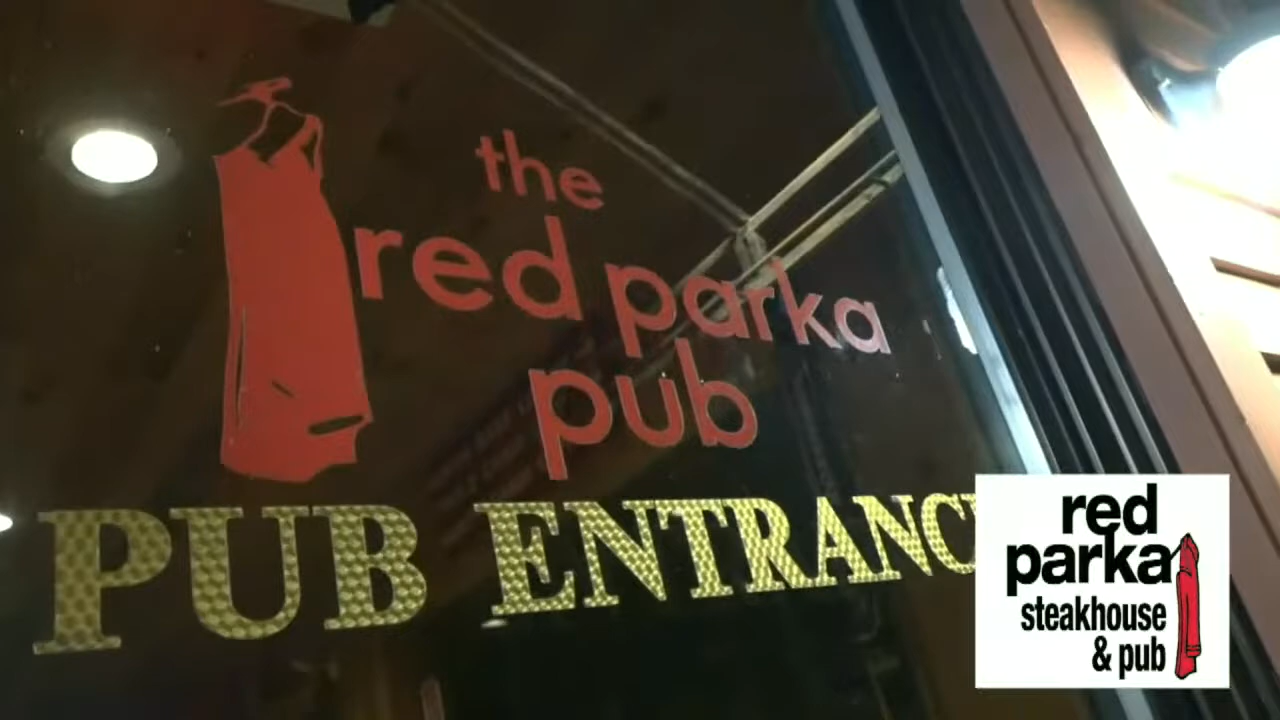 the
red parka
pub
PUB ENTRANC
red
parka
steakhouse
& pub